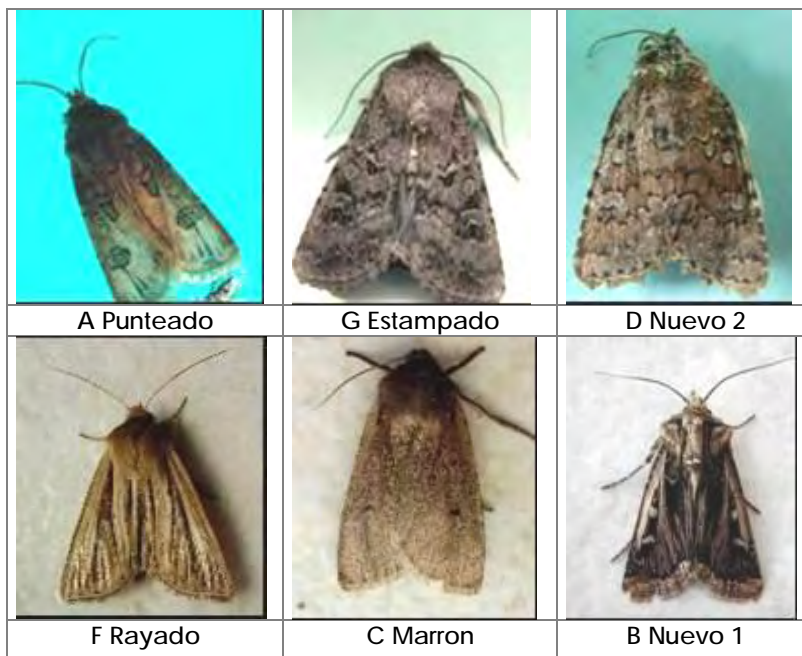 A Punteado
G Estampado
D Nuevo 2
F Rayado
C Marron
B Nuevo 1